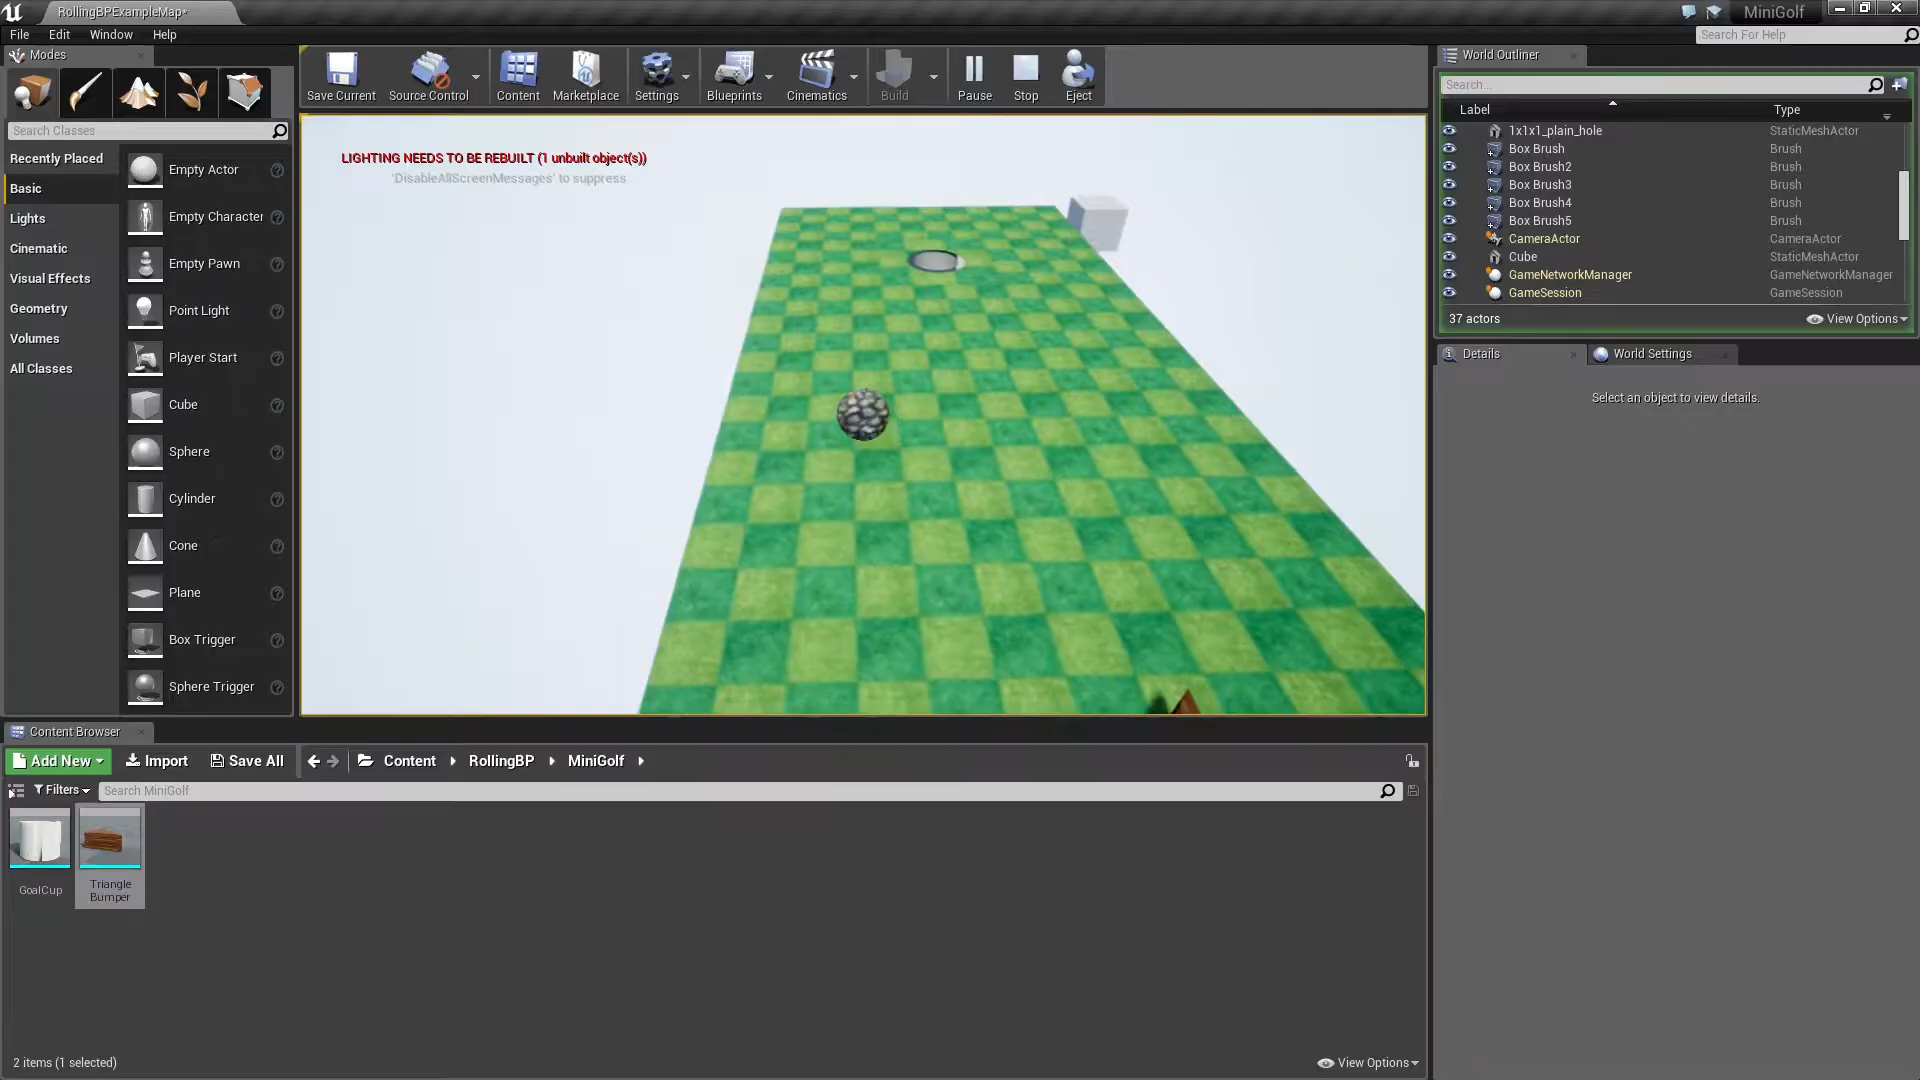 RollingBPExampleMap*
MiniGolf
File Edit Window Help
Search For Help
Modes
Save Current
Source Control
Content
Marketplace
Settings
Blueprints
Cinematics
Build
Pause
Stop
Eject
World Outliner
Search...
Label Type
1x1x1_plain_hole StaticMeshActor
Box Brush Brush
Box Brush2 Brush
Box Brush3 Brush
Box Brush4 Brush
Box Brush5 Brush
CameraActor CameraActor
Cube StaticMeshActor
GameNetworkManager GameNetworkManager
GameSession GameSession
37 actors
View Options
Search Classes
Recently Placed
Basic
Lights
Cinematic
Visual Effects
Geometry
Volumes
All Classes
Empty Actor
Empty Character
Empty Pawn
Point Light
Player Start
Cube
Sphere
Cylinder
Cone
Plane
Box Trigger
Sphere Trigger
LIGHTING NEEDS TO BE REBUILT (1 unbuilt object(s))
'DisableAllScreenMessages' to suppress
Details
World Settings
Select an object to view details.
Content Browser
Add New
Import
Save All
Content
RollingBP
MiniGolf
Filters
Search MiniGolf
GoalCup
Triangle
Bumper
2 items (1 selected)
View Options